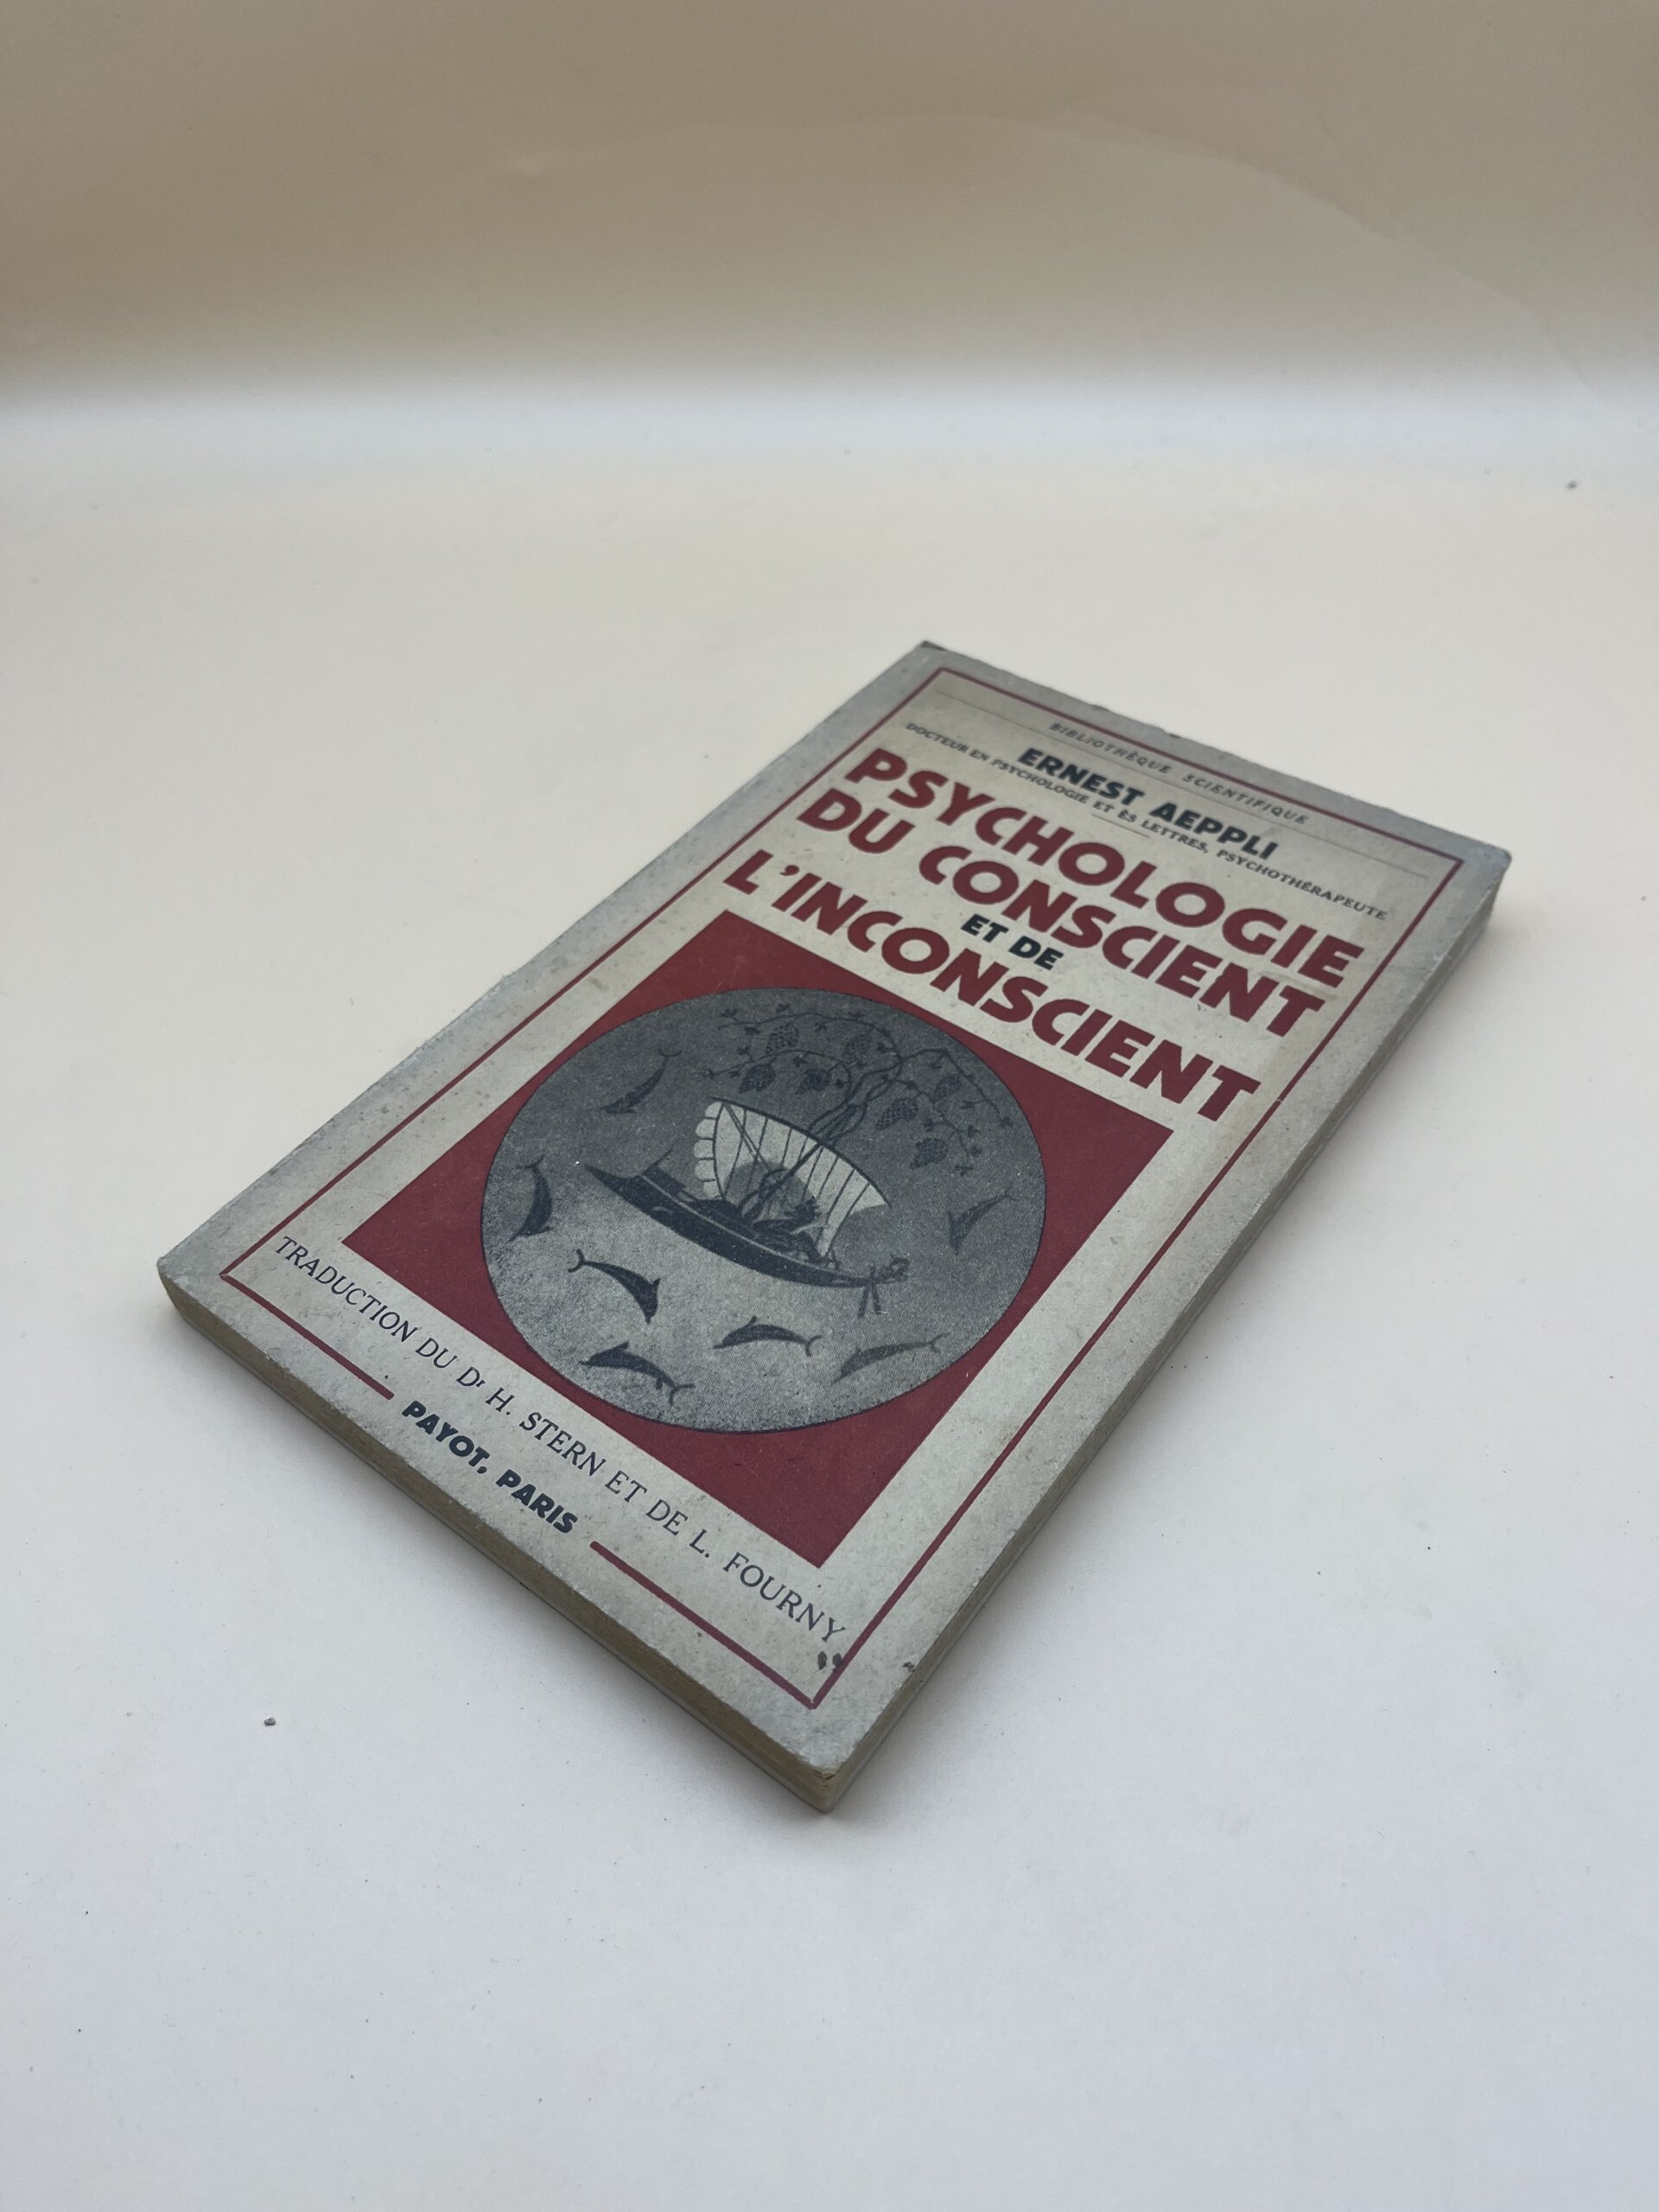 BIBLIOTHÈQUE SCIENTIFIQUE
ERNEST AEPPLI
DOCTEUR EN PSYCHOLOGIE ET ÈS LETTRES, PSYCHOTHÉRAPEUTE
PSYCHOLOGIE
DU CONSCIENT
ET DE
L'INCONSCIENT
TRADUCTION DU Dr H. STERN ET DE L. FOURNY
PAYOT, PARIS